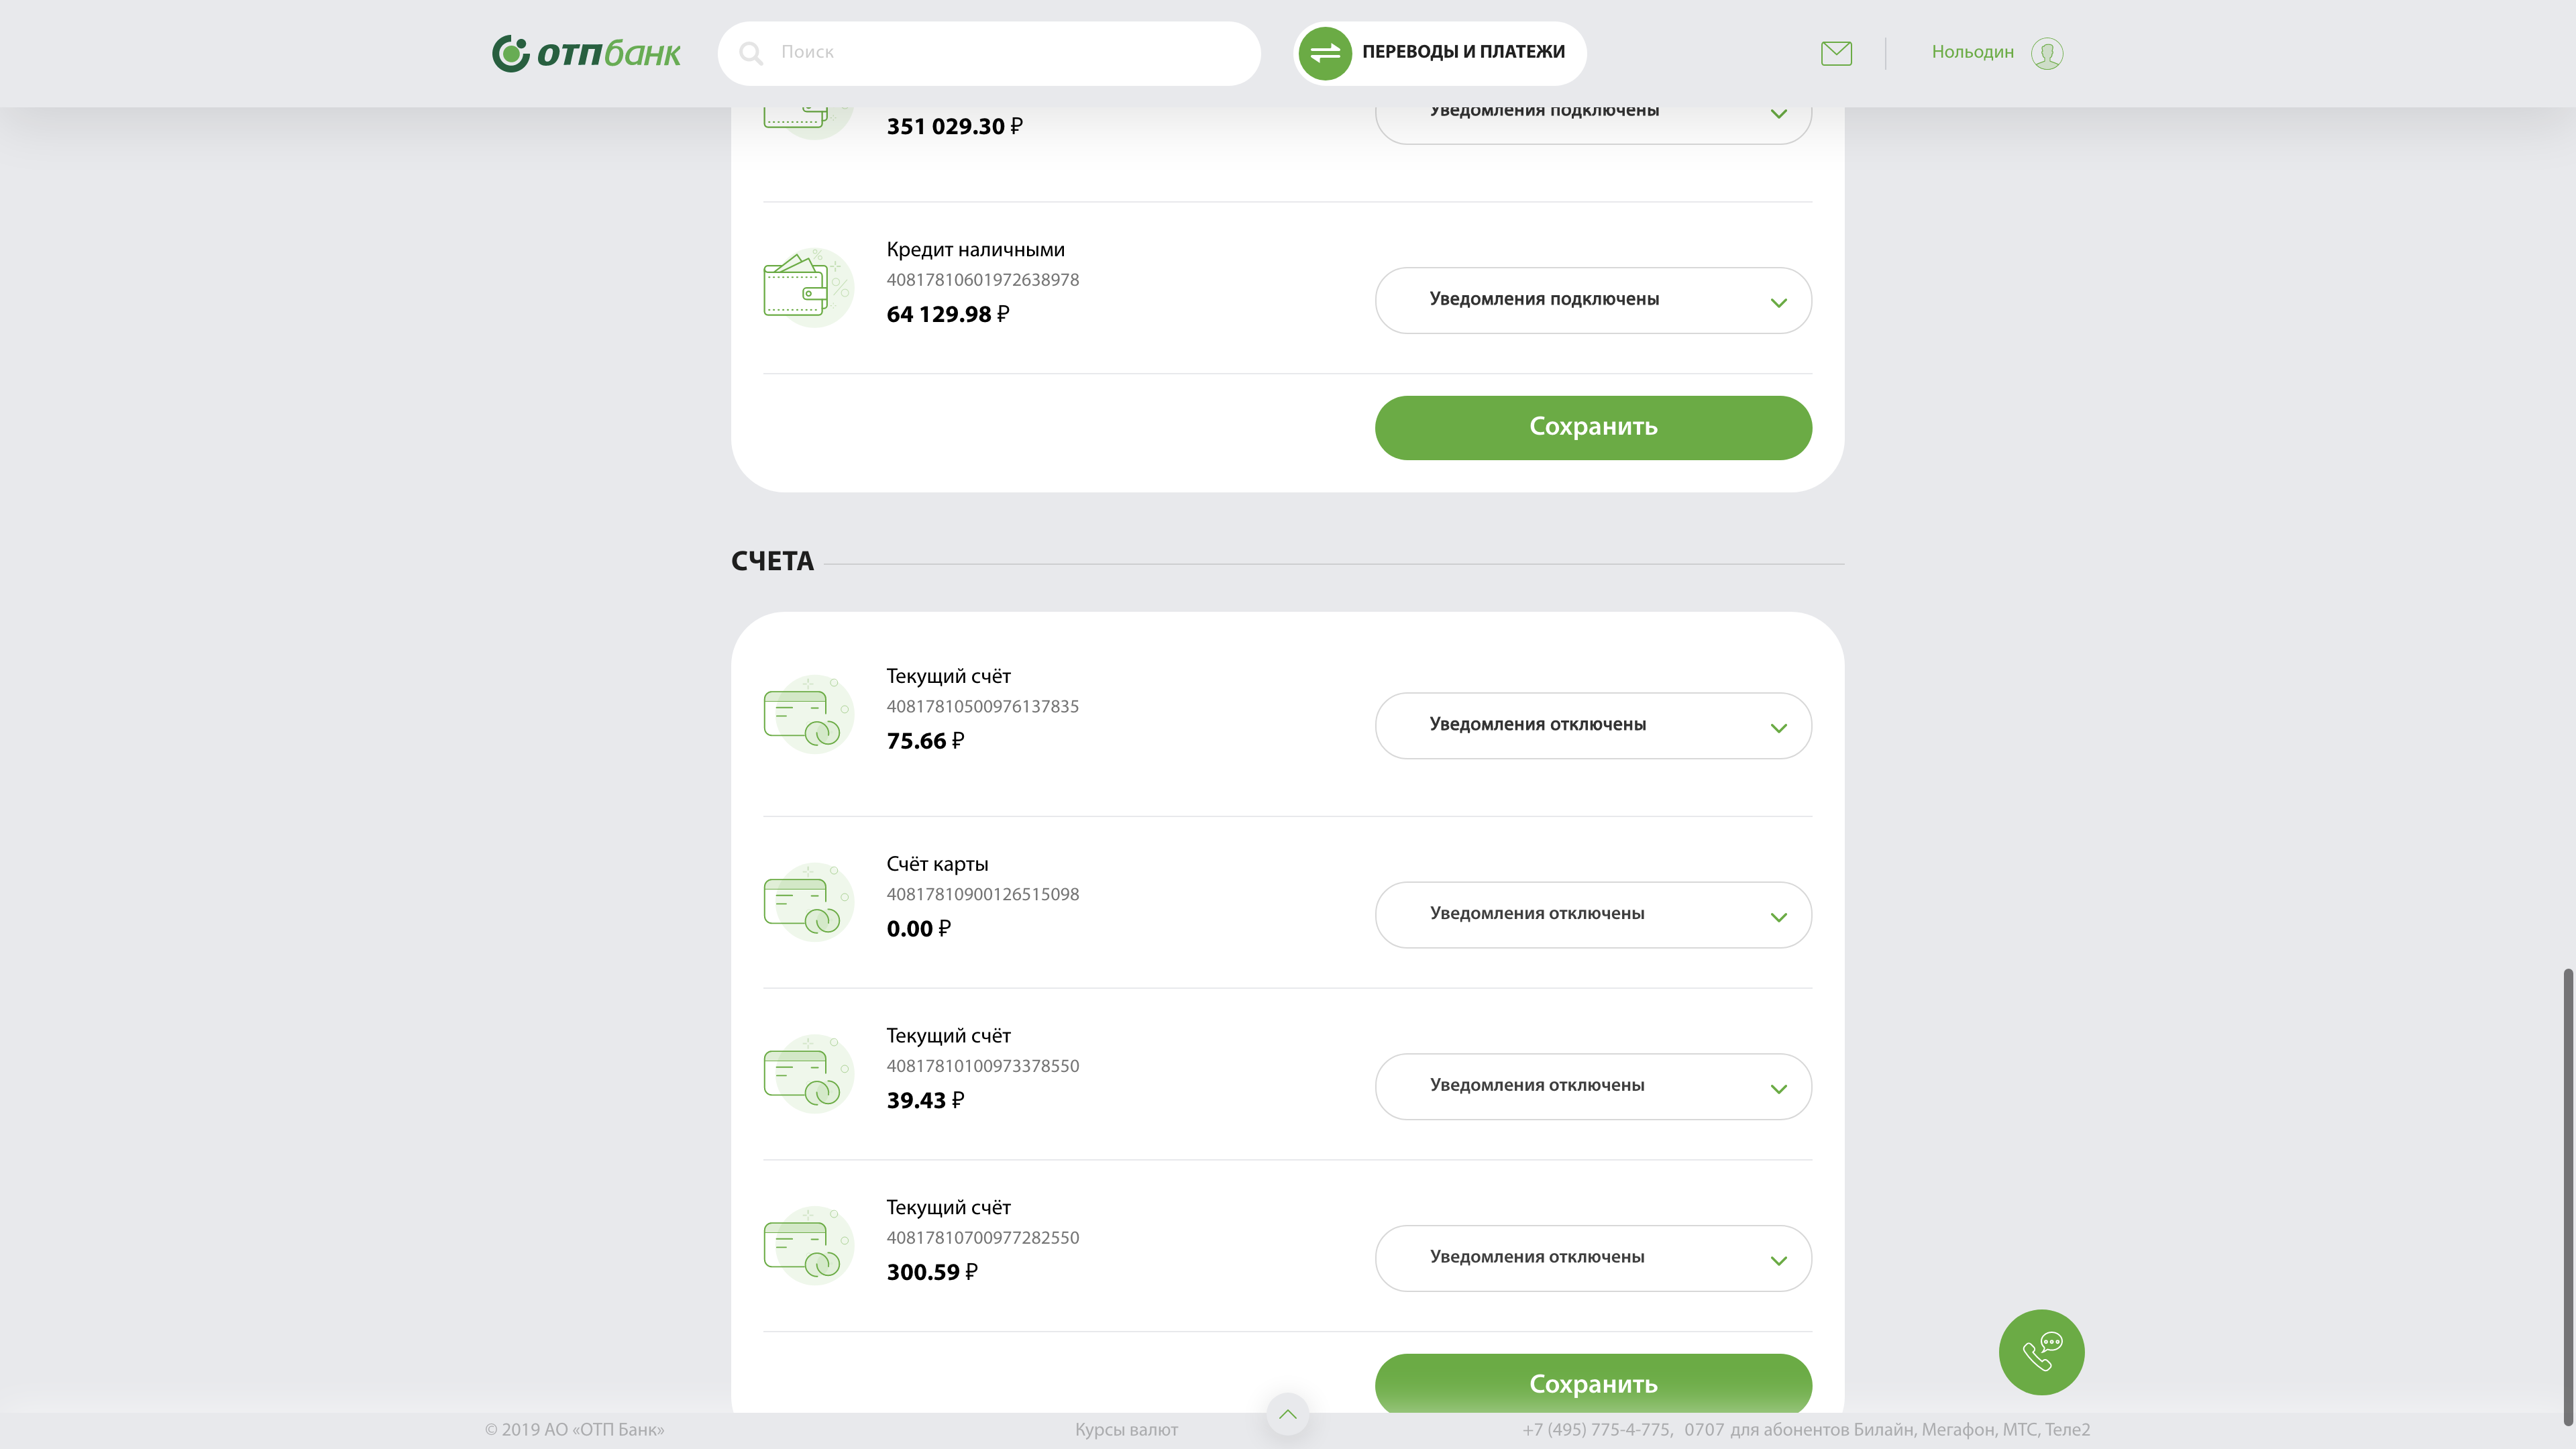 отпбанк
Поиск
ПЕРЕВОДЫ И ПЛАТЕЖИ
Нольодин
351 029.30 ₽
Уведомления подключены
Кредит наличными
40817810601972638978
64 129.98 ₽
Уведомления подключены
Сохранить
СЧЕТА
Текущий счёт
40817810500976137835
75.66 ₽
Уведомления отключены
Счёт карты
40817810900126515098
0.00 ₽
Уведомления отключены
Текущий счёт
40817810100973378550
39.43 ₽
Уведомления отключены
Текущий счёт
40817810700977282550
300.59 ₽
Уведомления отключены
Сохранить
© 2019 АО «ОТП Банк»
Курсы валют
+7 (495) 775-4-775, 0707 для абонентов Билайн, Мегафон, МТС, Теле2